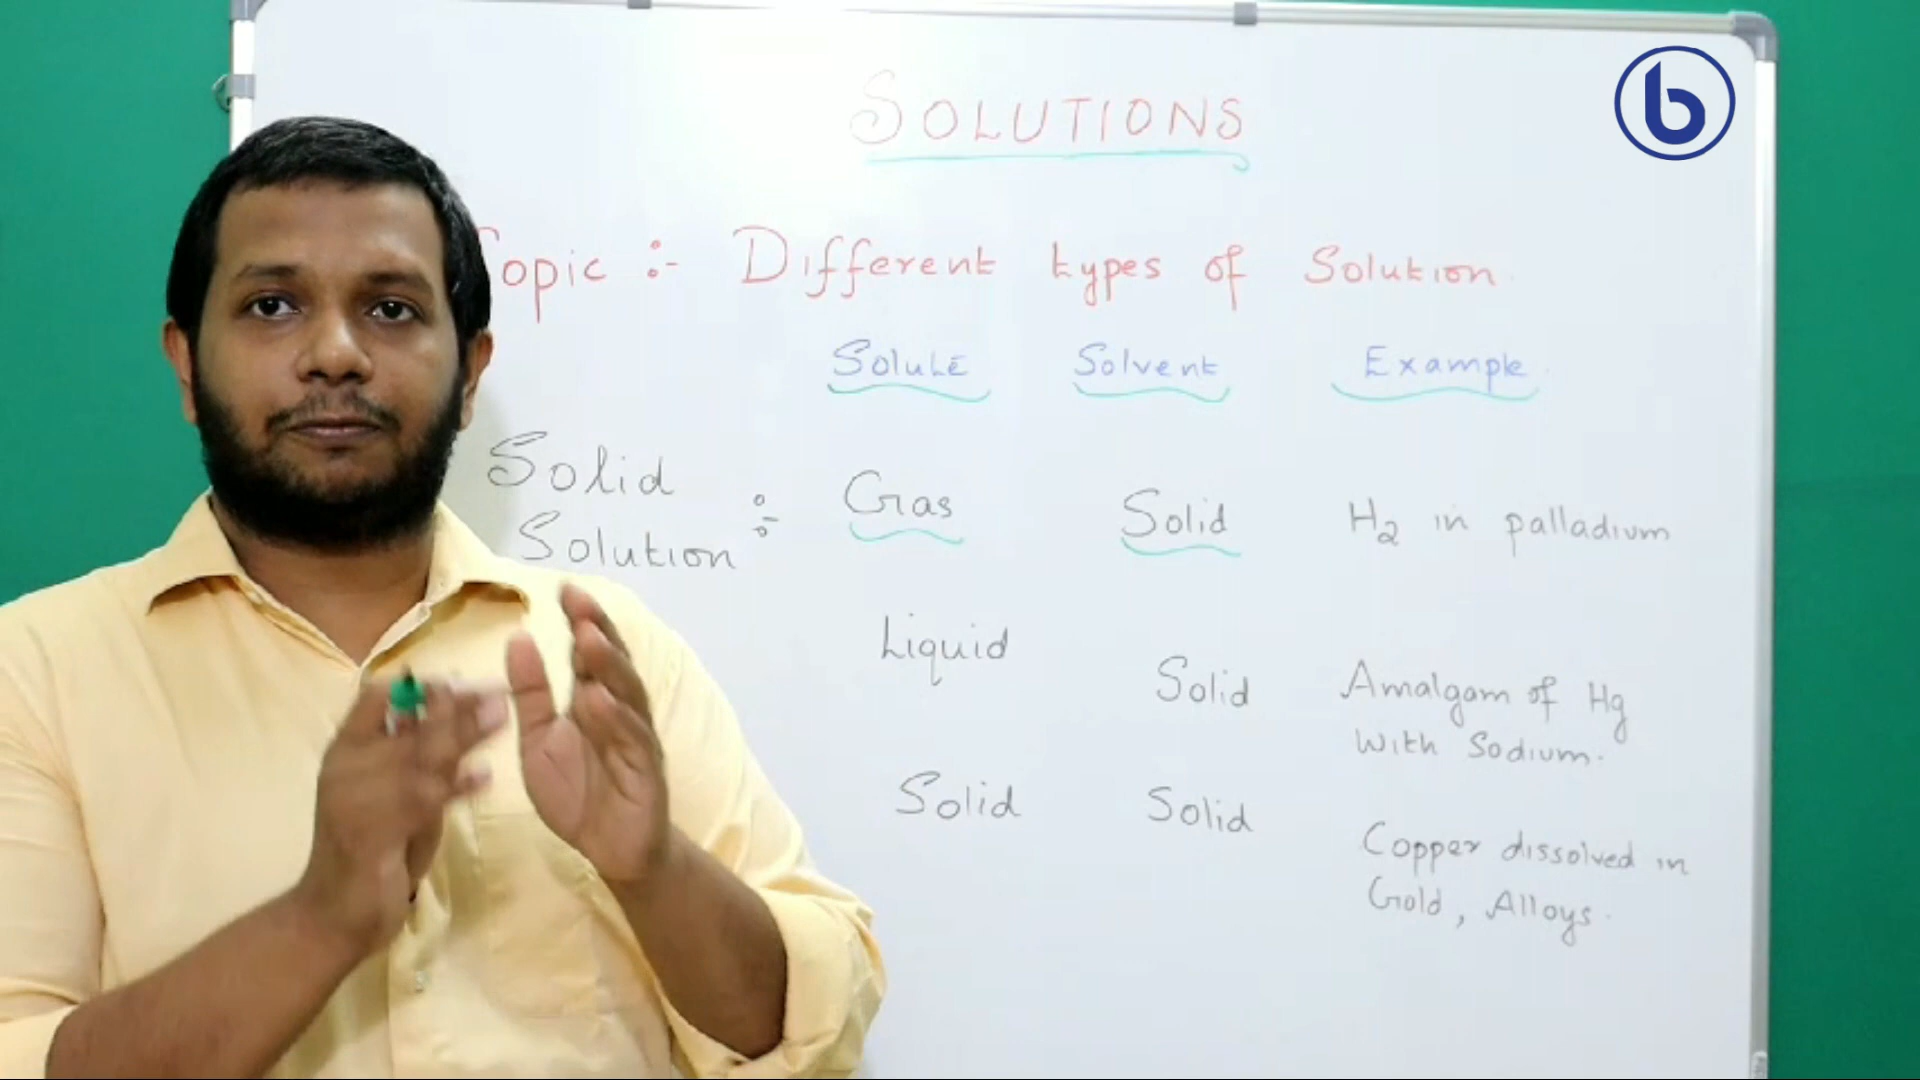 SOLUTIONS
Topic :- Different types of Solution
Solute Solvent Example
Solid
Solution :- Gas Solid H2 in palladium
Liquid Solid Amalgam of Hg
With Sodium.
Solid Solid Copper dissolved in
Gold, Alloys.
b